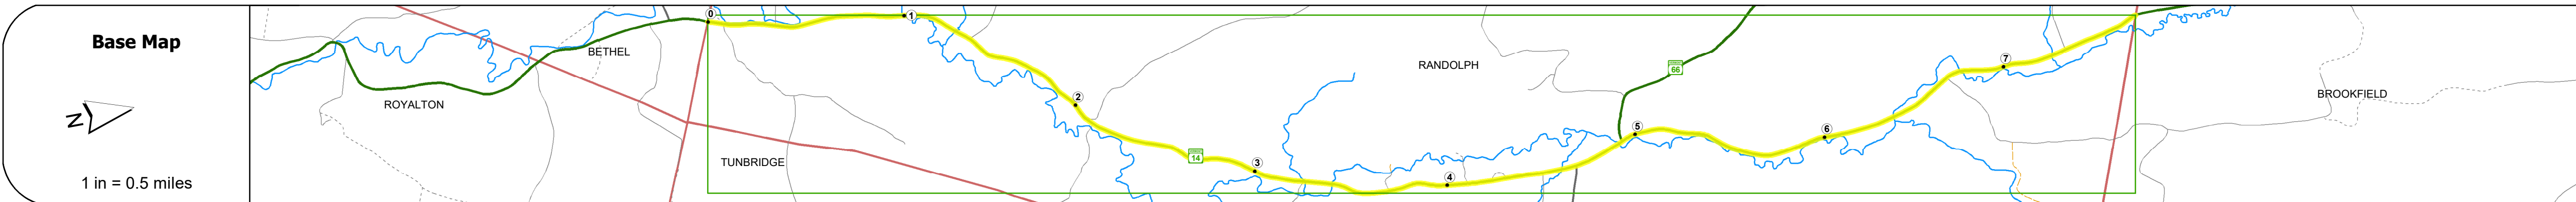 Base Map
N
1 in = 0.5 miles
ROYALTON
BETHEL
TUNBRIDGE
0
1
2
14
3
4
RANDOLPH
66
5
6
7
BROOKFIELD